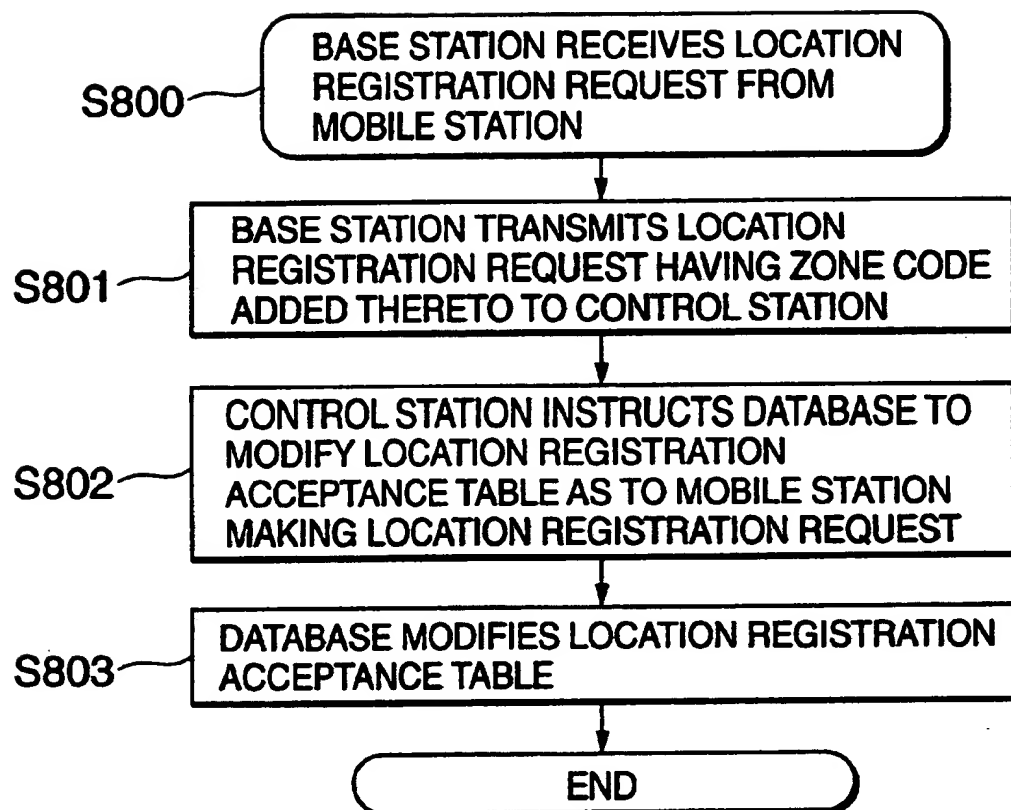 BASE STATION RECEIVES LOCATION
REGISTRATION REQUEST FROM
MOBILE STATION
S800
BASE STATION TRANSMITS LOCATION
REGISTRATION REQUEST HAVING ZONE CODE
ADDED THERETO TO CONTROL STATION
S801
CONTROL STATION INSTRUCTS DATABASE TO
MODIFY LOCATION REGISTRATION
ACCEPTANCE TABLE AS TO MOBILE STATION
MAKING LOCATION REGISTRATION REQUEST
S802
DATABASE MODIFIES LOCATION REGISTRATION
ACCEPTANCE TABLE
S803
END